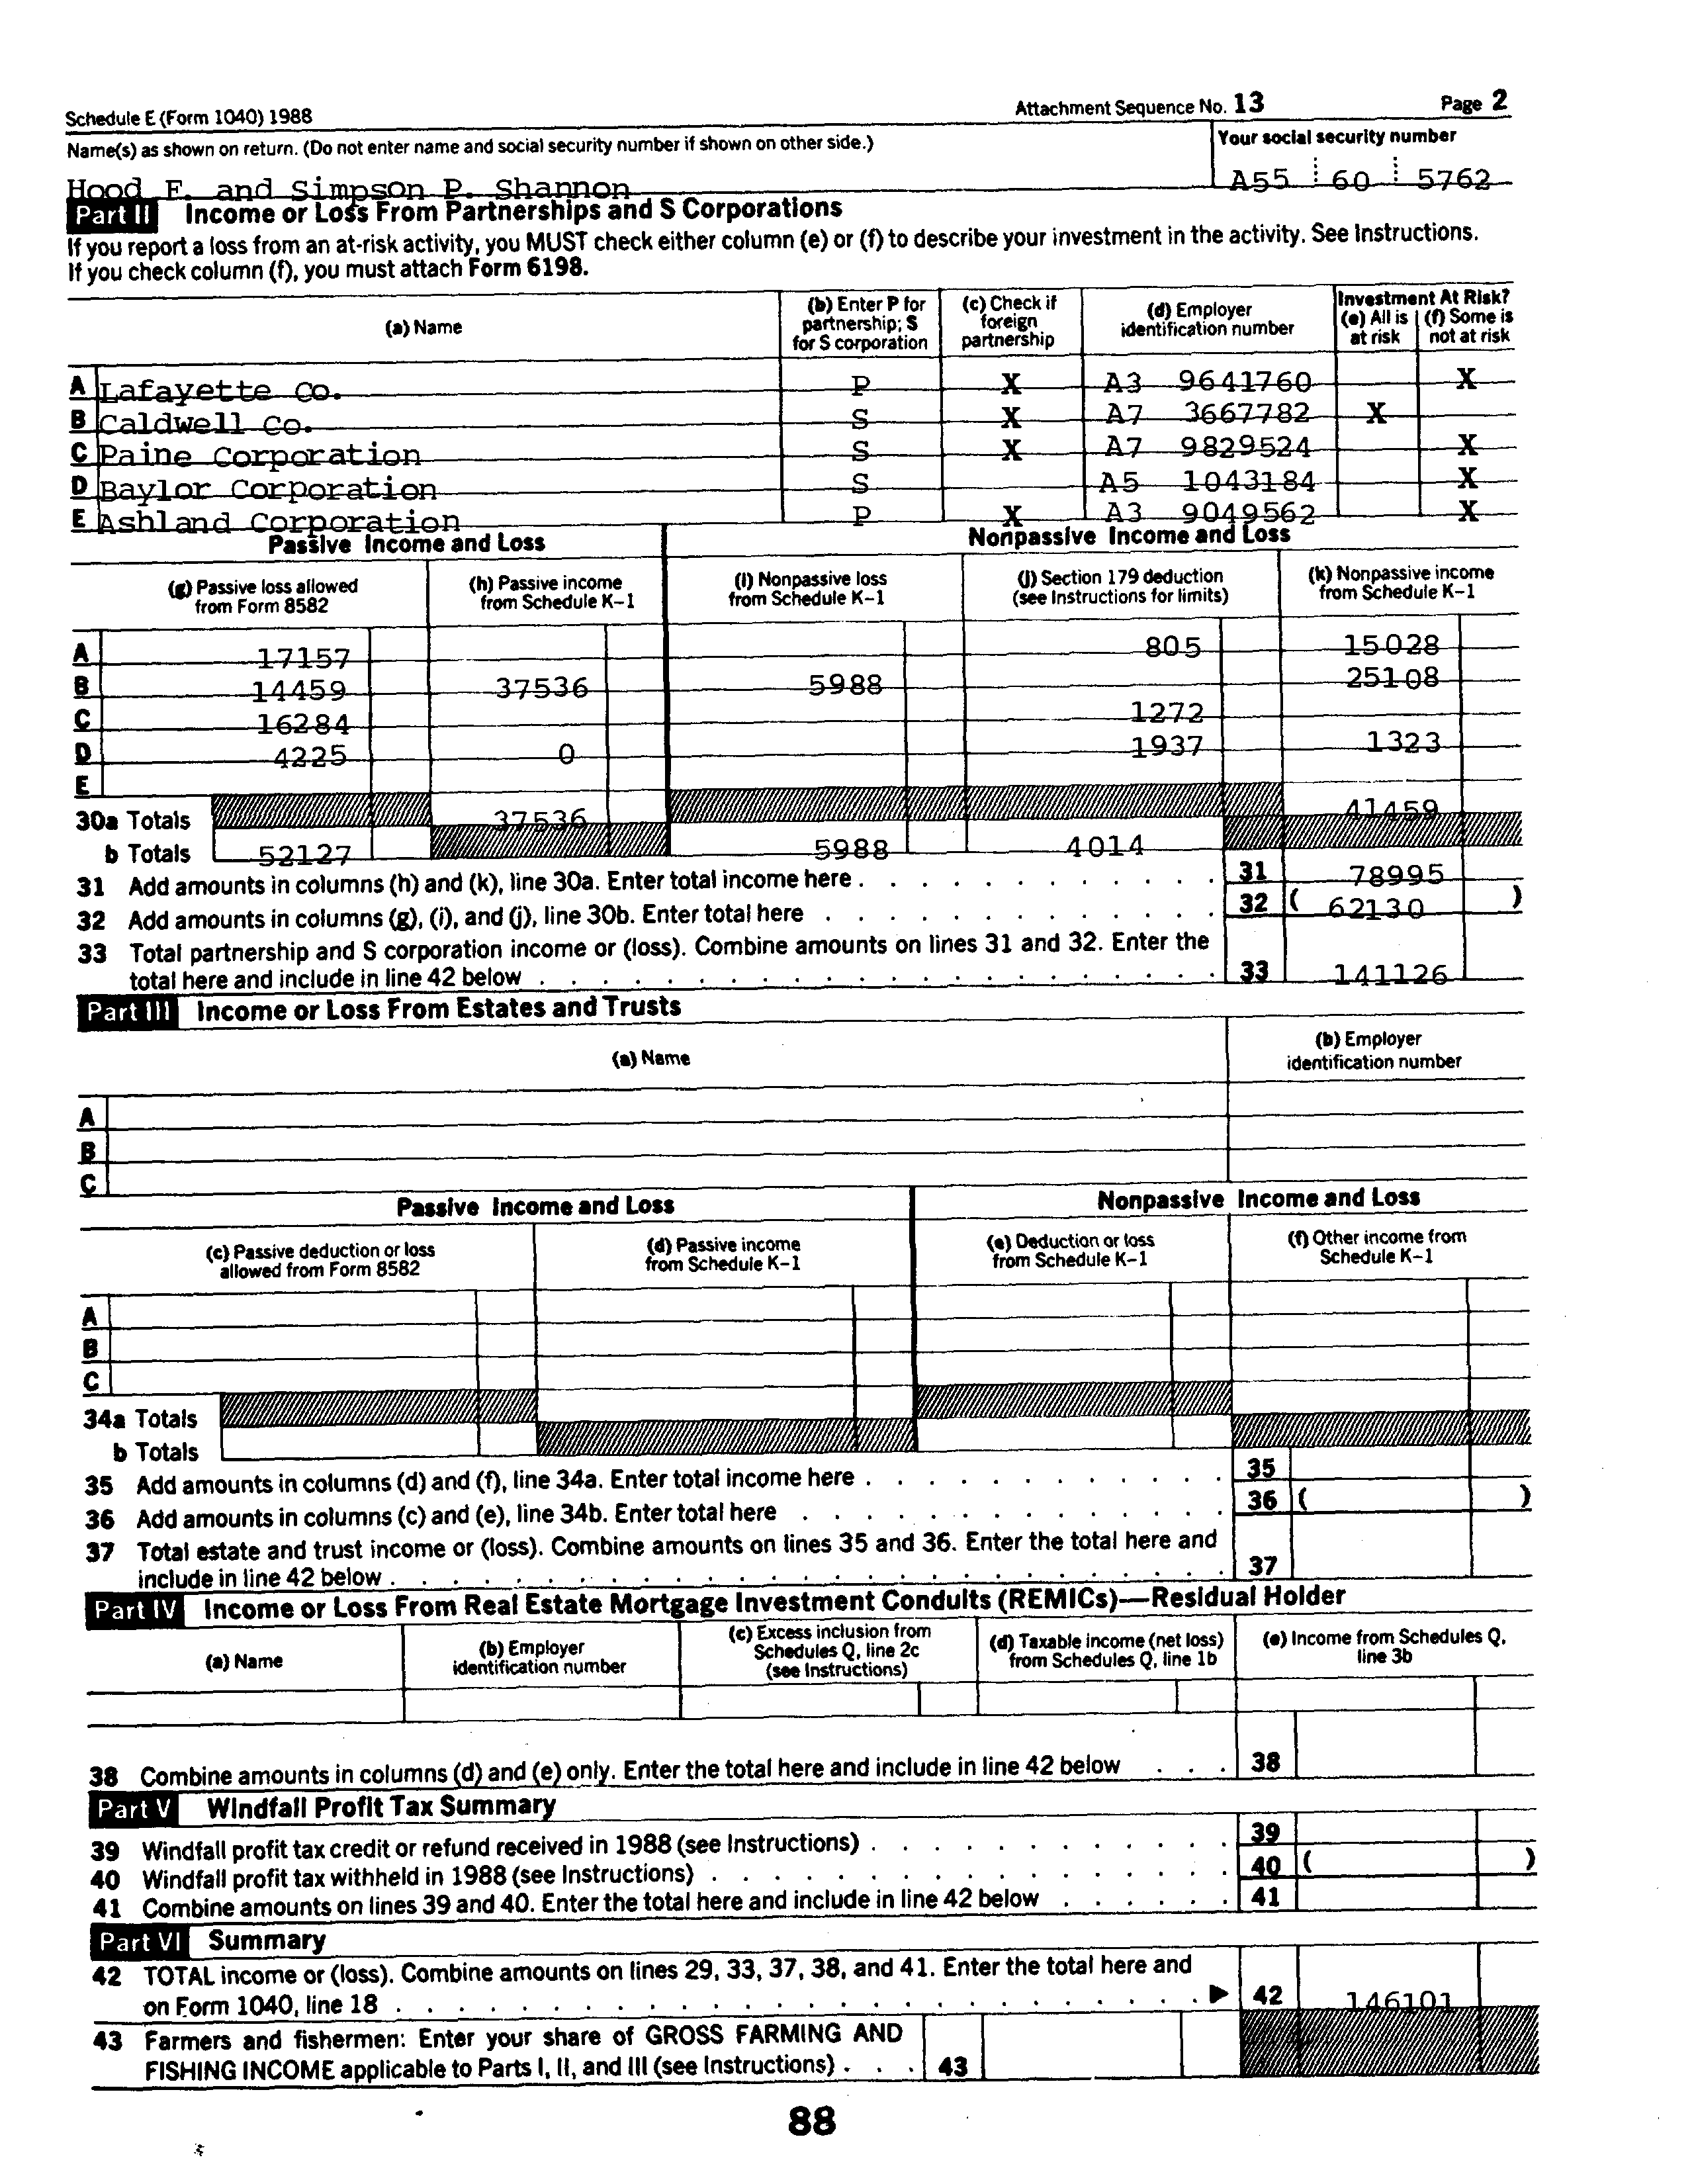 Schedule E (Form 1040) 1988 Attachment Sequence No. 13 Page 2
Name(s) as shown on return. (Do not enter name and social security number if shown on other side.) Your social security number
Hood F. and Simpson P. Shannon A55 60 5762
Part II Income or Loss From Partnerships and S Corporations
If you report a loss from an at-risk activity, you MUST check either column (e) or (f) to describe your investment in the activity. See Instructions.
If you check column (f), you must attach Form 6198.
(a) Name (b) Enter P for partnership; S for S corporation (c) Check if foreign partnership (d) Employer identification number Investment At Risk? (e) All is at risk (f) Some is not at risk
A Lafayette Co. P X A3 9641760 X
B Caldwell Co. S X A7 3667782 X
C Paine Corporation S X A7 9829524 X
D Baylor Corporation S A5 1043184 X
E Ashland Corporation P X A3 9049562 X
Passive Income and Loss Nonpassive Income and Loss
(g) Passive loss allowed from Form 8582 (h) Passive income from Schedule K-1 (i) Nonpassive loss from Schedule K-1 (j) Section 179 deduction (see Instructions for limits) (k) Nonpassive income from Schedule K-1
A 17157 805 15028
B 14459 37536 5988 25108
C 16284 1272
D 4225 0 1937 1323
E
30a Totals 37536 41459
b Totals 52127 5988 4014
31 Add amounts in columns (h) and (k), line 30a. Enter total income here . . . 31 78995
32 Add amounts in columns (g), (i), and (j), line 30b. Enter total here . . . 32 ( 62130 )
33 Total partnership and S corporation income or (loss). Combine amounts on lines 31 and 32. Enter the
total here and include in line 42 below . . . 33 141126
Part III Income or Loss From Estates and Trusts
(a) Name (b) Employer identification number
A
B
C
Passive Income and Loss Nonpassive Income and Loss
(c) Passive deduction or loss allowed from Form 8582 (d) Passive income from Schedule K-1 (e) Deduction or loss from Schedule K-1 (f) Other income from Schedule K-1
A
B
C
34a Totals
b Totals
35 Add amounts in columns (d) and (f), line 34a. Enter total income here . . . 35
36 Add amounts in columns (c) and (e), line 34b. Enter total here . . . 36 ( )
37 Total estate and trust income or (loss). Combine amounts on lines 35 and 36. Enter the total here and
include in line 42 below . . . 37
Part IV Income or Loss From Real Estate Mortgage Investment Conduits (REMICs)—Residual Holder
(a) Name (b) Employer identification number (c) Excess inclusion from Schedules Q, line 2c (see Instructions) (d) Taxable income (net loss) from Schedules Q, line 1b (e) Income from Schedules Q, line 3b
38 Combine amounts in columns (d) and (e) only. Enter the total here and include in line 42 below . . . 38
Part V Windfall Profit Tax Summary
39 Windfall profit tax credit or refund received in 1988 (see Instructions) . . . 39
40 Windfall profit tax withheld in 1988 (see Instructions) . . . 40 ( )
41 Combine amounts on lines 39 and 40. Enter the total here and include in line 42 below . . . 41
Part VI Summary
42 TOTAL income or (loss). Combine amounts on lines 29, 33, 37, 38, and 41. Enter the total here and
on Form 1040, line 18 . . . ▶ 42 146101
43 Farmers and fishermen: Enter your share of GROSS FARMING AND
FISHING INCOME applicable to Parts I, II, and III (see Instructions) . . . 43
88